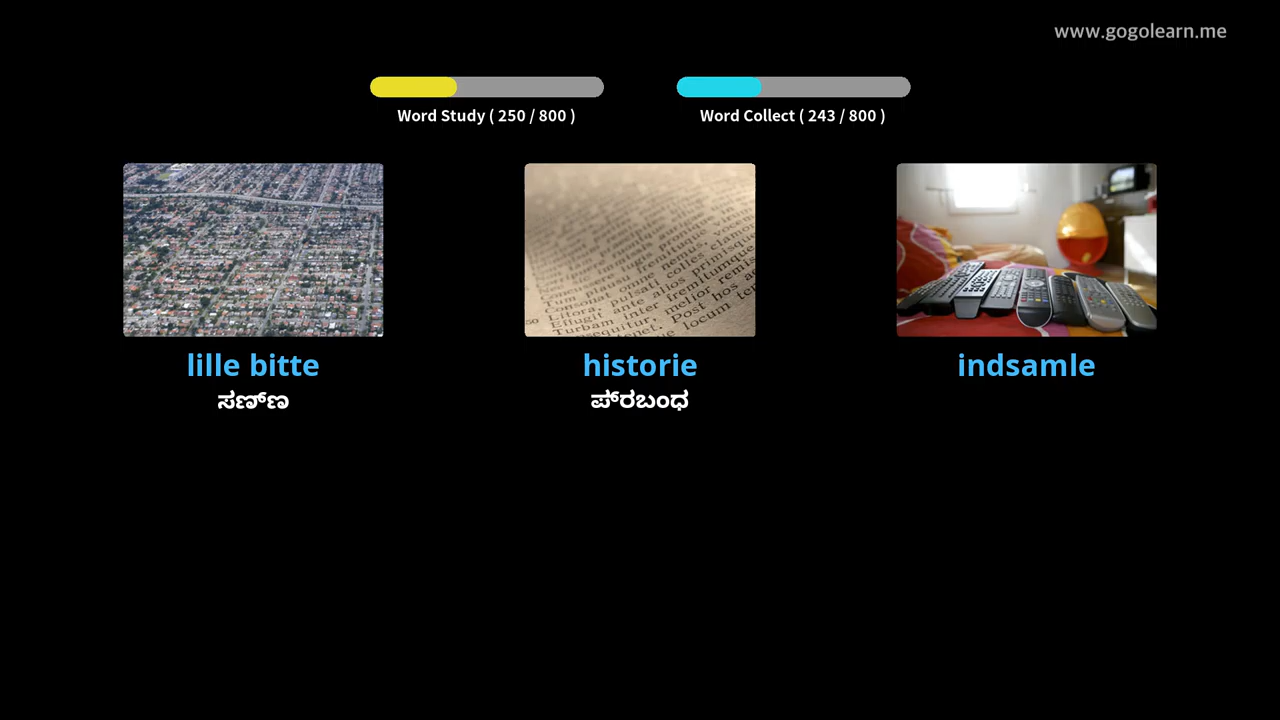 www.gogolearn.me
Word Study ( 250 / 800 )
Word Collect ( 243 / 800 )
lille bitte
ಸಣ್ಣ
historie
ಪ್ರಬಂಧ
indsamle